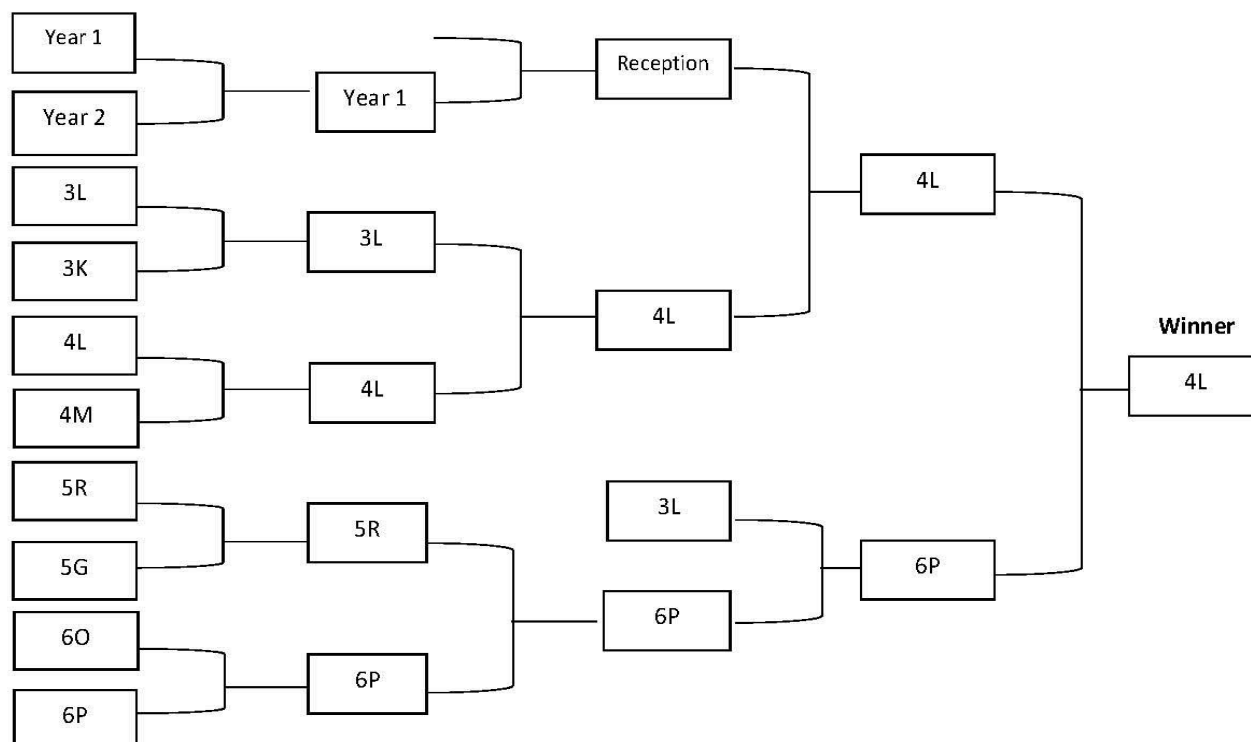 Year 1
Year 2
3L
3K
4L
4M
5R
5G
6O
6P
Year 1
3L
4L
5R
6P
Reception
4L
3L
6P
4L
6P
Winner
4L